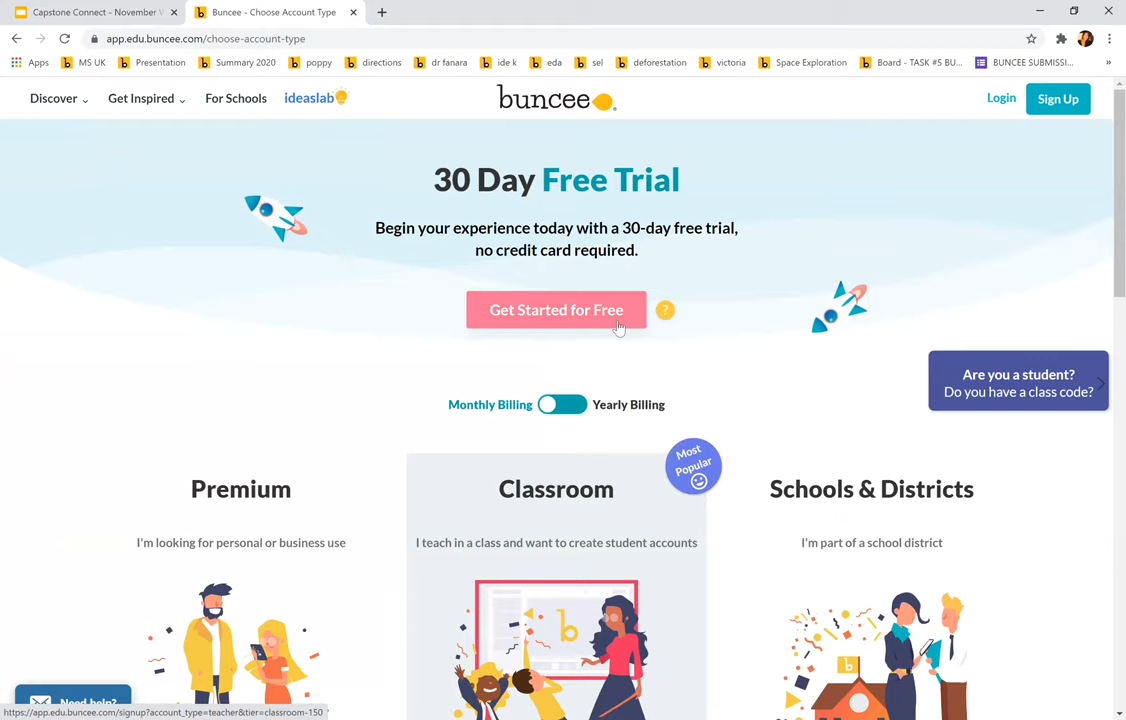 Capstone Connect - November
Buncee - Choose Account Type
app.edu.buncee.com/choose-account-type
Apps
MS UK
Presentation
Summary 2020
poppy
directions
dr fanara
ide k
eda
sel
deforestation
victoria
Space Exploration
Board - TASK #5 BU...
BUNCEE SUBMISSI...
»
Discover
Get Inspired
For Schools
ideaslab
buncee
Login
Sign Up
30 Day Free Trial
Begin your experience today with a 30-day free trial,
no credit card required.
Get Started for Free
?
Are you a student?
Do you have a class code?
Monthly Billing
Yearly Billing
Most
Popular
Premium
Classroom
Schools & Districts
I'm looking for personal or business use
I teach in a class and want to create student accounts
I'm part of a school district
b
b
Need help?
https://app.edu.buncee.com/signup?account_type=teacher&tier=classroom-150